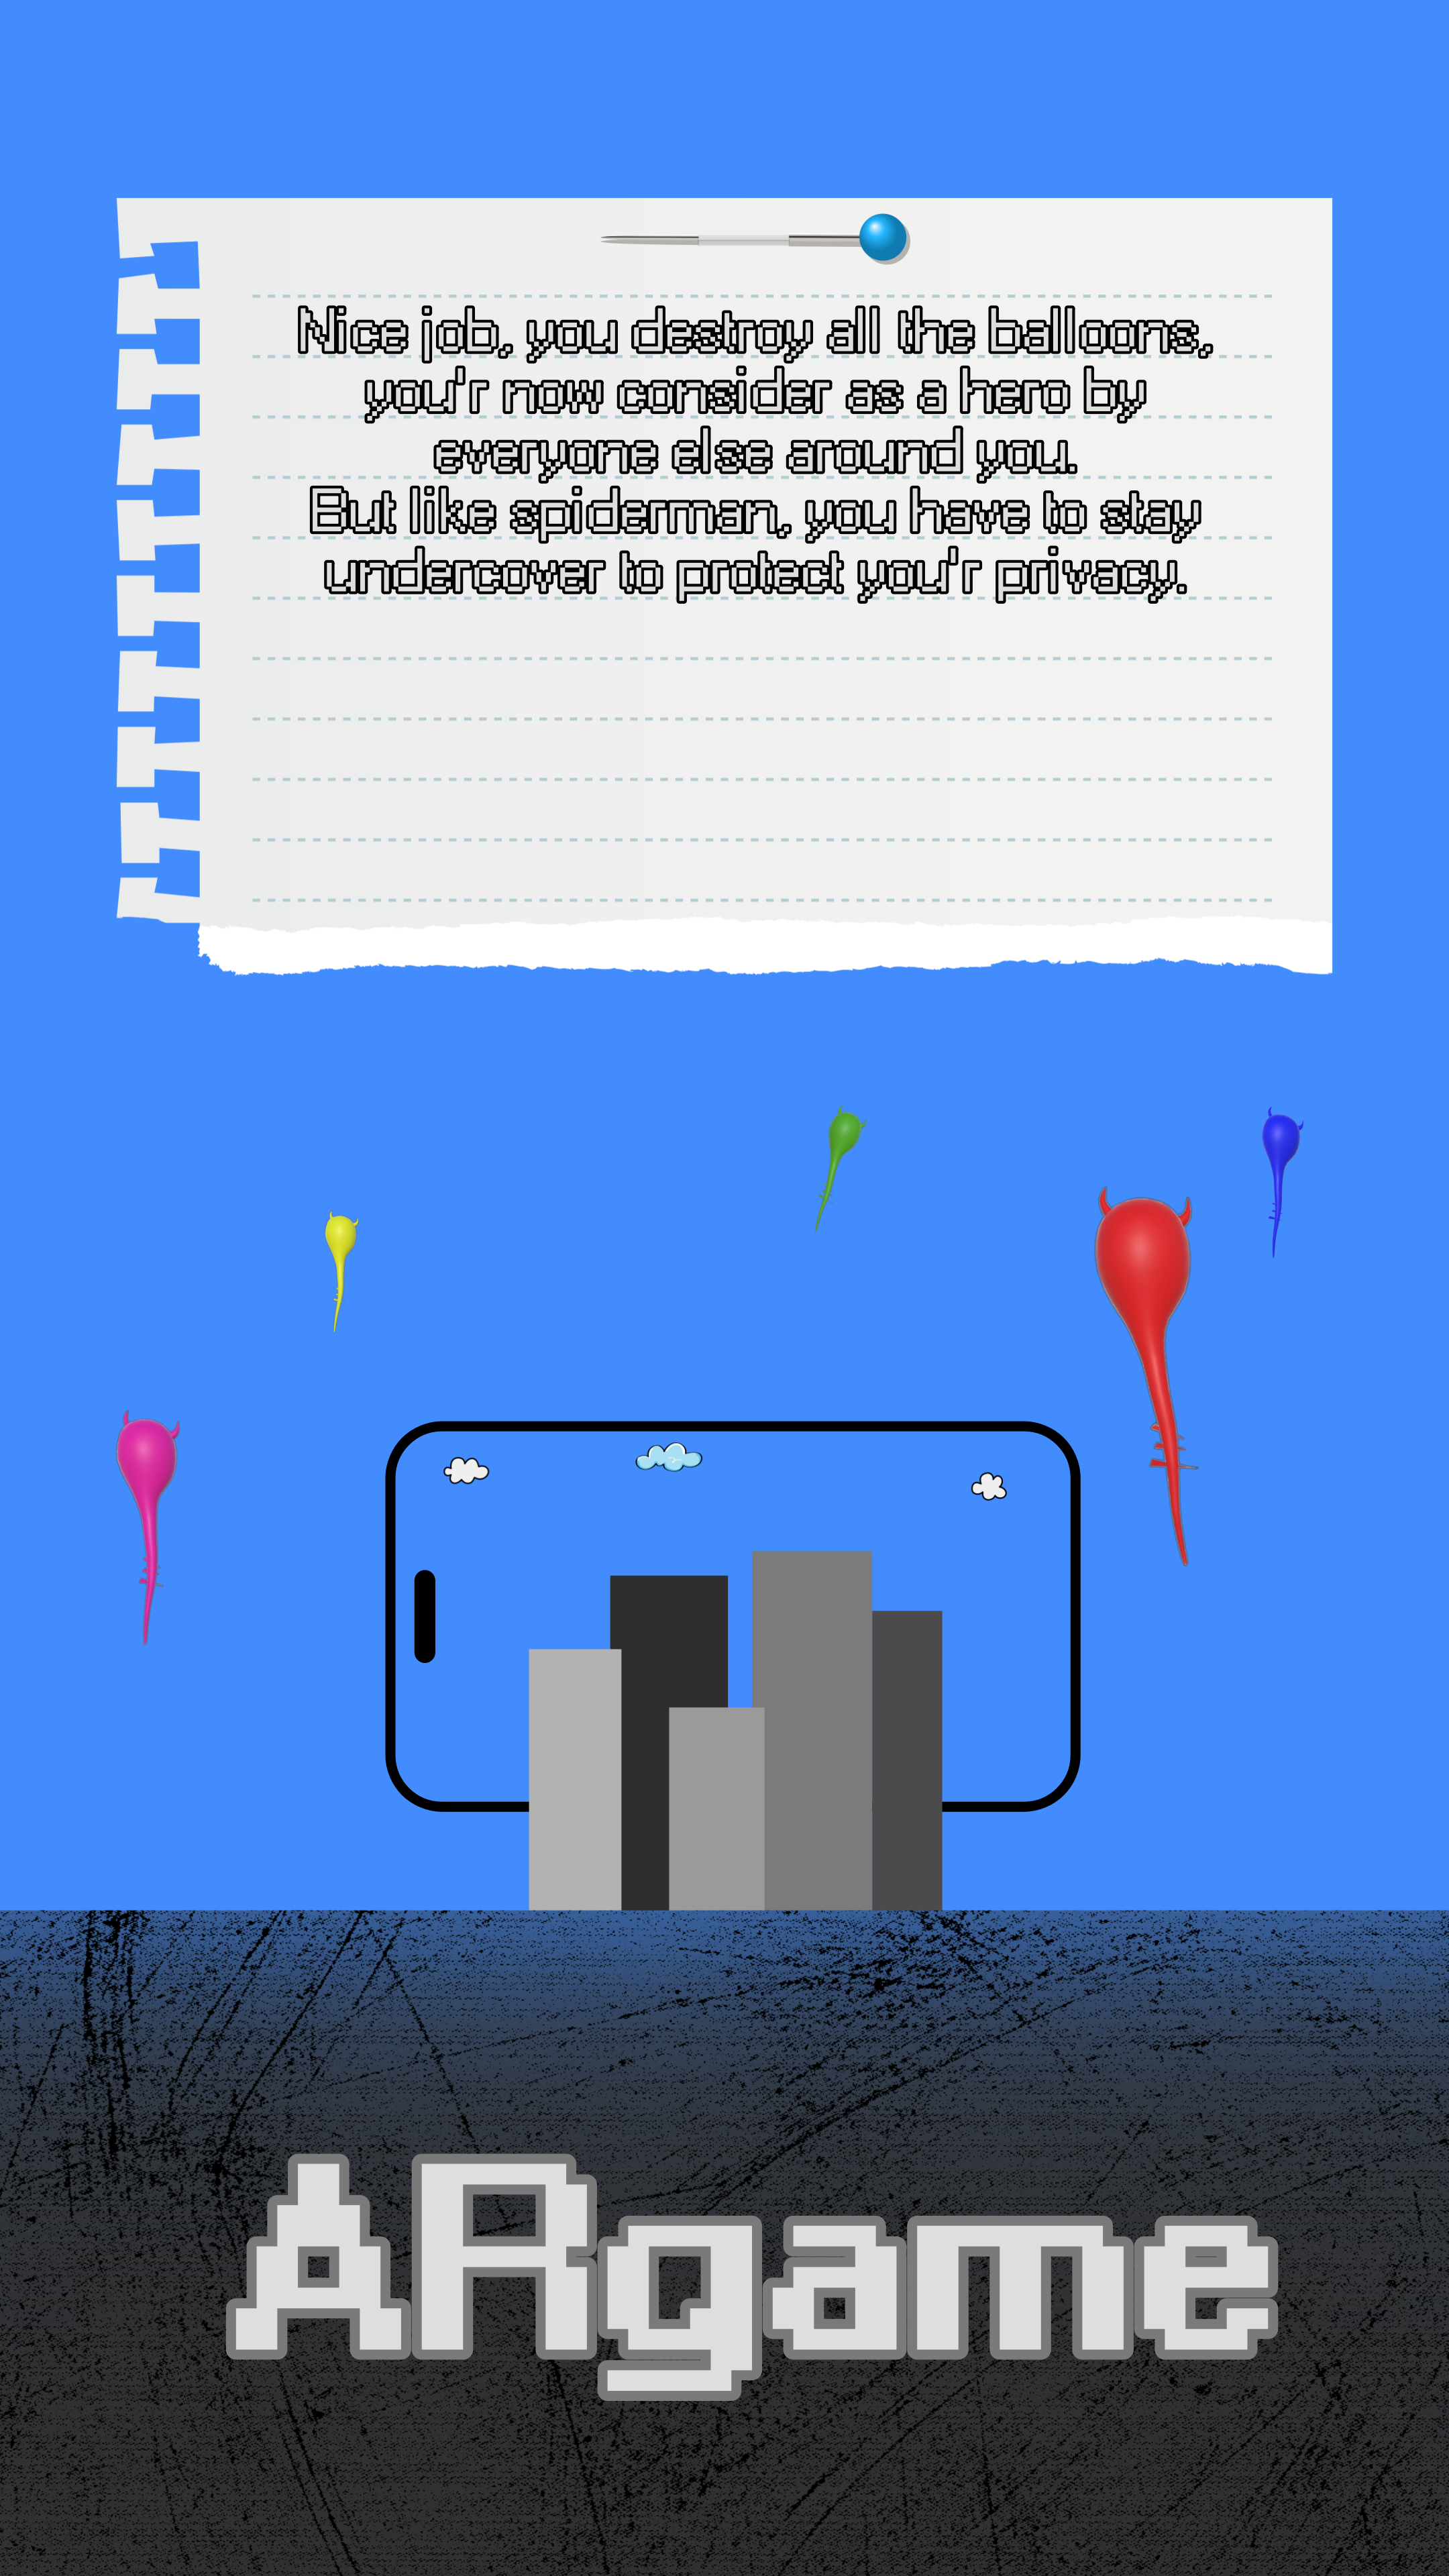 Nice job, you destroy all the balloons,
you'r now consider as a hero by
everyone else around you.
But like spiderman, you have to stay
undercover to protect you'r privacy.
ARgame